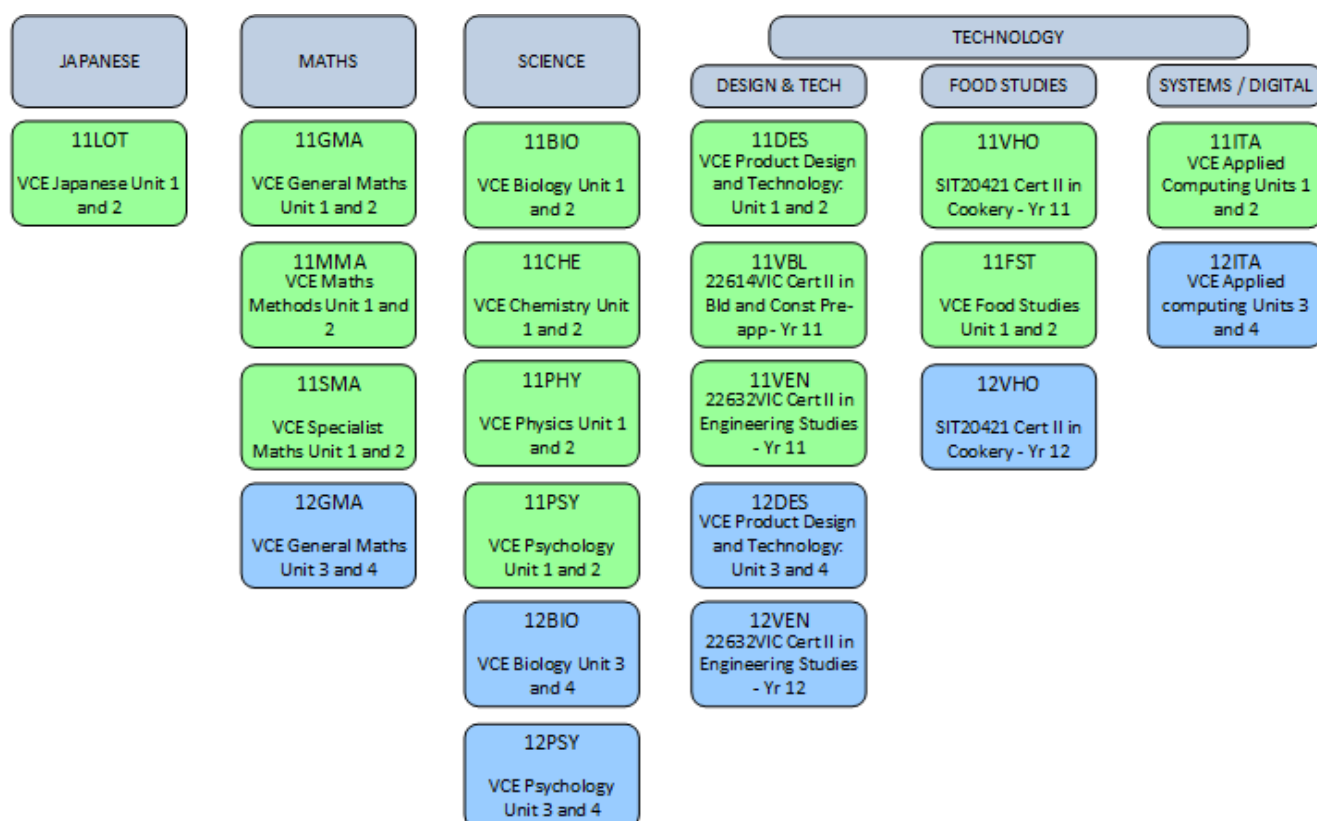 JAPANESE
11LOT
VCE Japanese Unit 1
and 2
MATHS
11GMA
VCE General Maths
Unit 1 and 2
11MMA
VCE Maths
Methods Unit 1 and
2
11SMA
VCE Specialist
Maths Unit 1 and 2
12GMA
VCE General Maths
Unit 3 and 4
SCIENCE
11BIO
VCE Biology Unit 1
and 2
11CHE
VCE Chemistry Unit
1 and 2
11PHY
VCE Physics Unit 1
and 2
11PSY
VCE Psychology
Unit 1 and 2
12BIO
VCE Biology Unit 3
and 4
12PSY
VCE Psychology
Unit 3 and 4
TECHNOLOGY
DESIGN & TECH
11DES
VCE Product Design
and Technology:
Unit 1 and 2
11VBL
22614VIC Cert II in
Bld and Const Pre-
app - Yr 11
11VEN
22632VIC Cert II in
Engineering Studies
- Yr 11
12DES
VCE Product Design
and Technology:
Unit 3 and 4
12VEN
22632VIC Cert II in
Engineering Studies
- Yr 12
FOOD STUDIES
11VHO
SIT20421 Cert II in
Cookery - Yr 11
11FST
VCE Food Studies
Unit 1 and 2
12VHO
SIT20421 Cert II in
Cookery - Yr 12
SYSTEMS / DIGITAL
11ITA
VCE Applied
Computing Units 1
and 2
12ITA
VCE Applied
computing Units 3
and 4